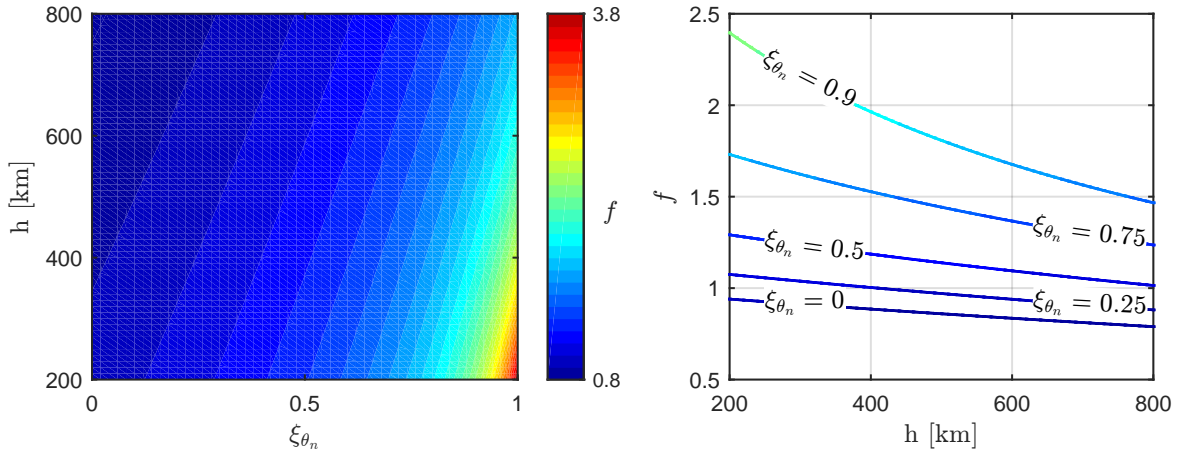 800
600
400
200
h [km]
0
0.5
1
ξ_{θ_n}
3.8
0.8
f
2.5
2
1.5
1
0.5
f
200
400
600
800
h [km]
ξ_{θ_n} = 0.9
ξ_{θ_n} = 0.75
ξ_{θ_n} = 0.5
ξ_{θ_n} = 0.25
ξ_{θ_n} = 0